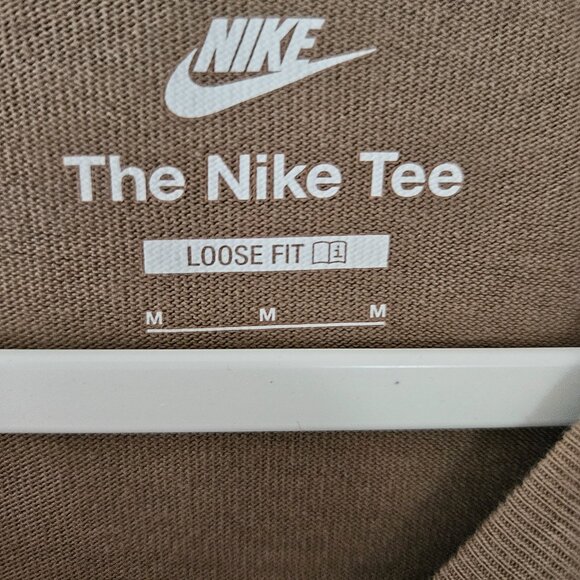 NIKE
The Nike Tee
LOOSE FIT i
M M M